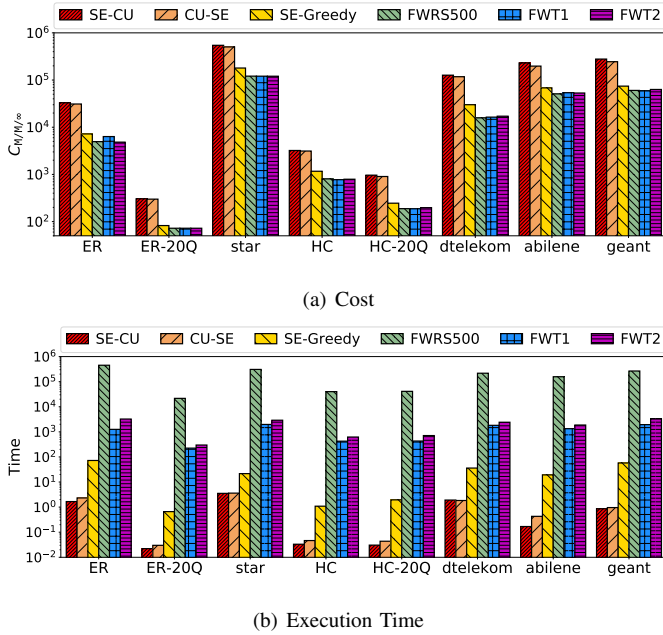 SE-CU CU-SE SE-Greedy FWRS500 FWT1 FWT2
10^6
10^5
10^4
10^3
10^2
C_M/M/∞
ER ER-20Q star HC HC-20Q dtelekom abilene geant
(a) Cost
SE-CU CU-SE SE-Greedy FWRS500 FWT1 FWT2
10^6
10^5
10^4
10^3
10^2
10^1
10^0
10^−1
10^−2
Time
ER ER-20Q star HC HC-20Q dtelekom abilene geant
(b) Execution Time